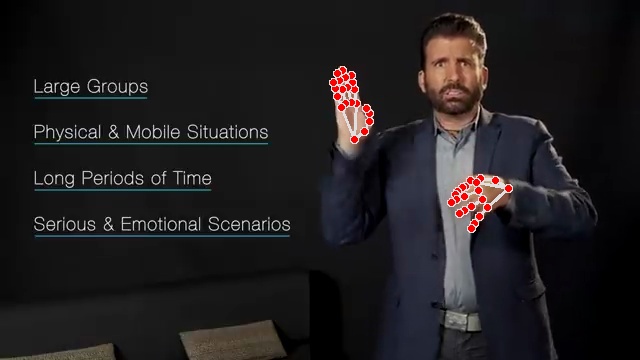 Large Groups
Physical & Mobile Situations
Long Periods of Time
Serious & Emotional Scenarios